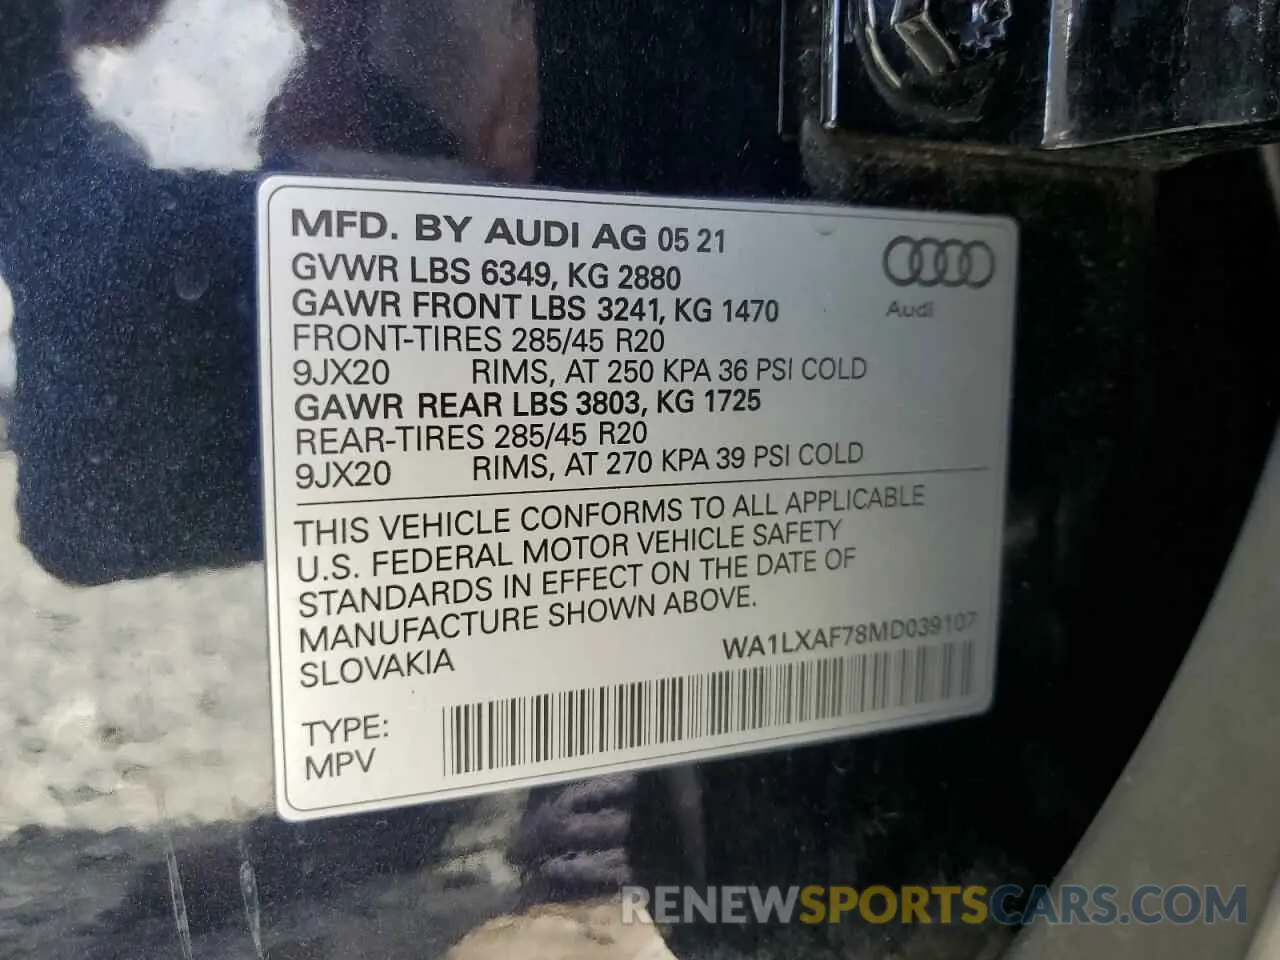 MFD. BY AUDI AG 05 21
GVWR LBS 6349, KG 2880
GAWR FRONT LBS 3241, KG 1470
FRONT-TIRES 285/45 R20
9JX20 RIMS, AT 250 KPA 36 PSI COLD
GAWR REAR LBS 3803, KG 1725
REAR-TIRES 285/45 R20
9JX20 RIMS, AT 270 KPA 39 PSI COLD
Audi
THIS VEHICLE CONFORMS TO ALL APPLICABLE
U.S. FEDERAL MOTOR VEHICLE SAFETY
STANDARDS IN EFFECT ON THE DATE OF
MANUFACTURE SHOWN ABOVE.
SLOVAKIA
WA1LXAF78MD039107
TYPE:
MPV
RENEWSPORTSCARS.COM